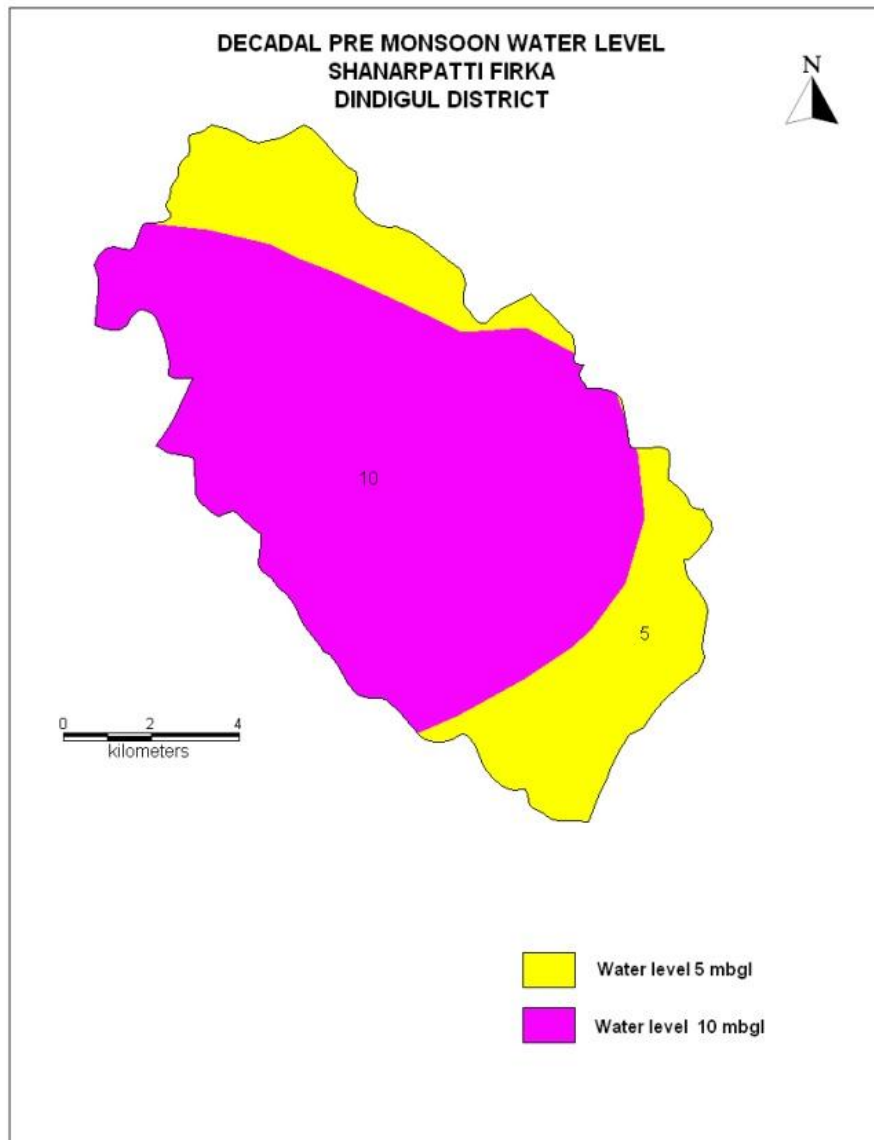 DECADAL PRE MONSOON WATER LEVEL
SHANARPATTI FIRKA
DINDIGUL DISTRICT
N
10
5
0 2 4
kilometers
Water level 5 mbgl
Water level 10 mbgl